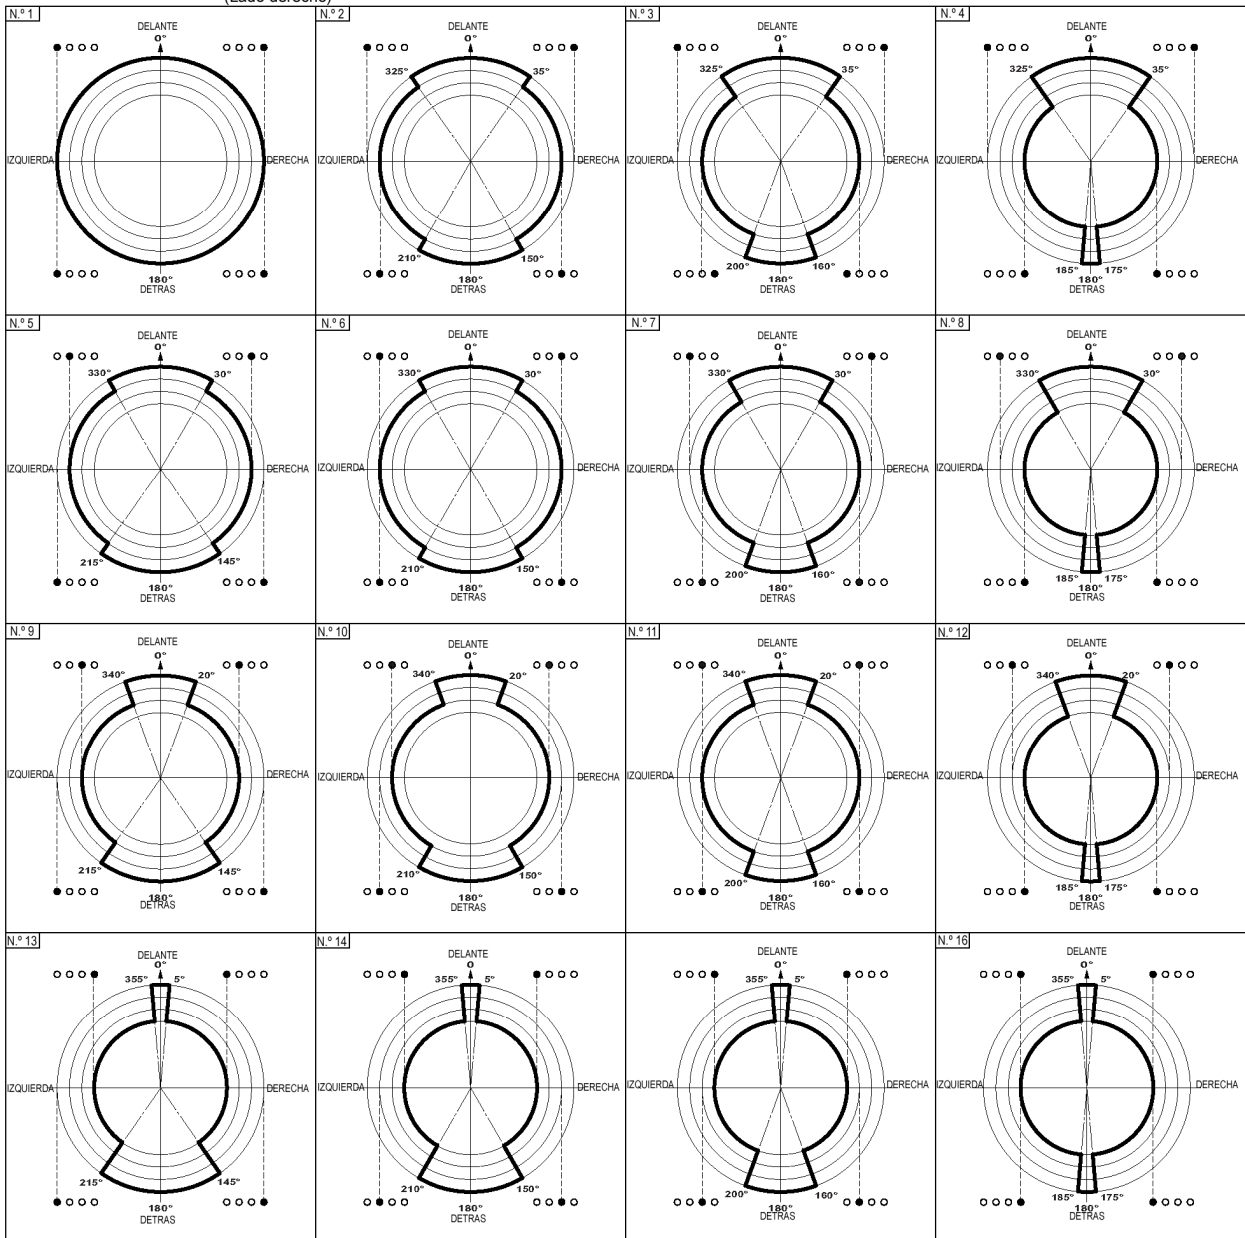 (Lado derecho)
N.º 1
DELANTE
0°
IZQUIERDA
DERECHA
180°
DETRAS
N.º 2
DELANTE
0°
325°
35°
IZQUIERDA
DERECHA
210°
150°
180°
DETRAS
N.º 3
DELANTE
0°
325°
35°
IZQUIERDA
DERECHA
200°
160°
180°
DETRAS
N.º 4
DELANTE
0°
325°
35°
IZQUIERDA
DERECHA
185°
175°
180°
DETRAS
N.º 5
DELANTE
0°
330°
30°
IZQUIERDA
DERECHA
215°
145°
180°
DETRAS
N.º 6
DELANTE
0°
330°
30°
IZQUIERDA
DERECHA
210°
150°
180°
DETRAS
N.º 7
DELANTE
0°
330°
30°
IZQUIERDA
DERECHA
200°
160°
180°
DETRAS
N.º 8
DELANTE
0°
330°
30°
IZQUIERDA
DERECHA
185°
175°
180°
DETRAS
N.º 9
DELANTE
0°
340°
20°
IZQUIERDA
DERECHA
215°
145°
180°
DETRAS
N.º 10
DELANTE
0°
340°
20°
IZQUIERDA
DERECHA
210°
150°
180°
DETRAS
N.º 11
DELANTE
0°
340°
20°
IZQUIERDA
DERECHA
200°
160°
180°
DETRAS
N.º 12
DELANTE
0°
340°
20°
IZQUIERDA
DERECHA
185°
175°
180°
DETRAS
N.º 13
DELANTE
0°
355°
5°
IZQUIERDA
DERECHA
215°
145°
180°
DETRAS
N.º 14
DELANTE
0
355°
5°
IZQUIERDA
DERECHA
210°
150°
180°
DETRAS
DELANTE
0°
355°
5°
IZQUIERDA
DERECHA
200°
160°
180°
DETRAS
N.º 16
DELANTE
0°
355°
5°
IZQUIERDA
DERECHA
185°
175°
180°
DETRAS